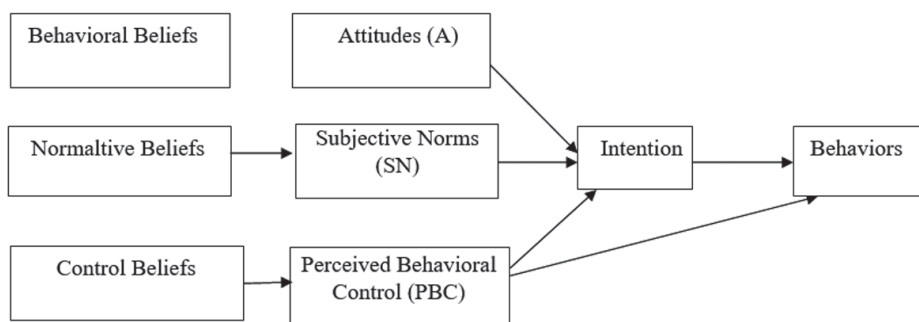 Behavioral Beliefs
Attitudes (A)
Normaltive Beliefs
Subjective Norms
(SN)
Intention
Behaviors
Control Beliefs
Perceived Behavioral
Control (PBC)